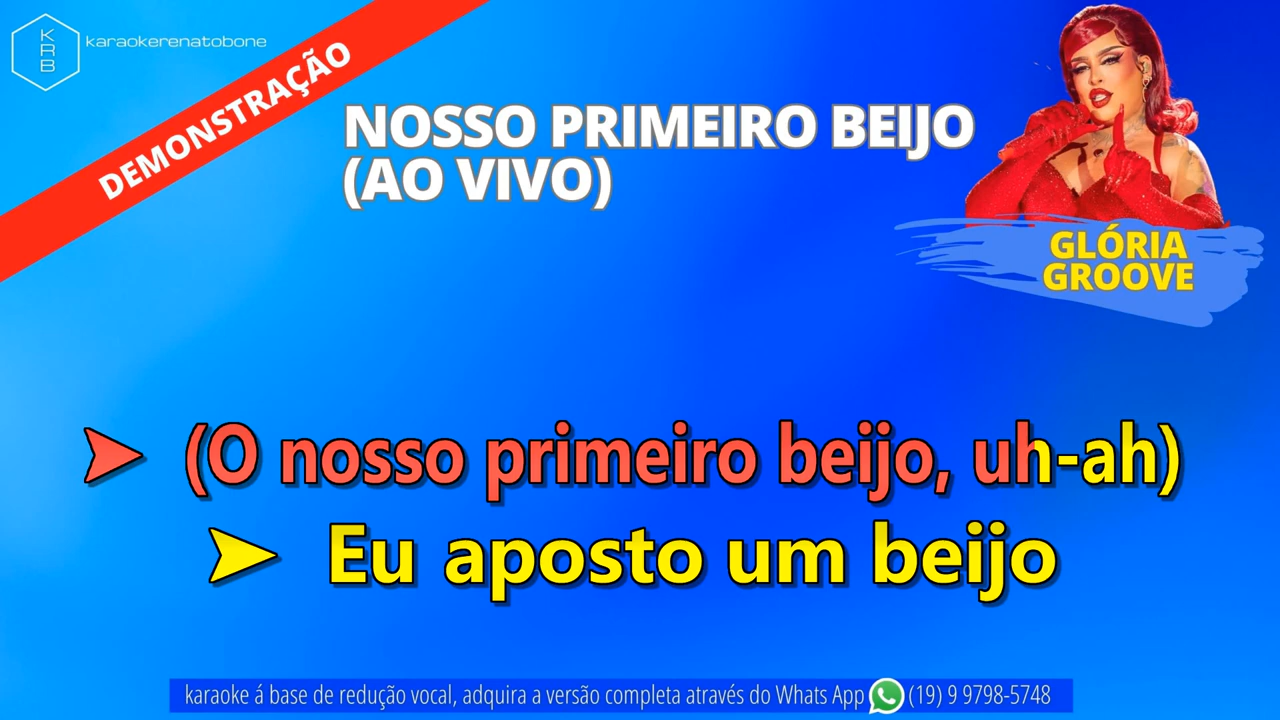 K
R
B
karaokerenatobone
DEMONSTRAÇÃO
NOSSO PRIMEIRO BEIJO
(AO VIVO)
GLÓRIA
GROOVE
(O nosso primeiro beijo, uh-ah)
Eu aposto um beijo
karaoke á base de redução vocal, adquira a versão completa através do Whats App (19) 9 9798-5748